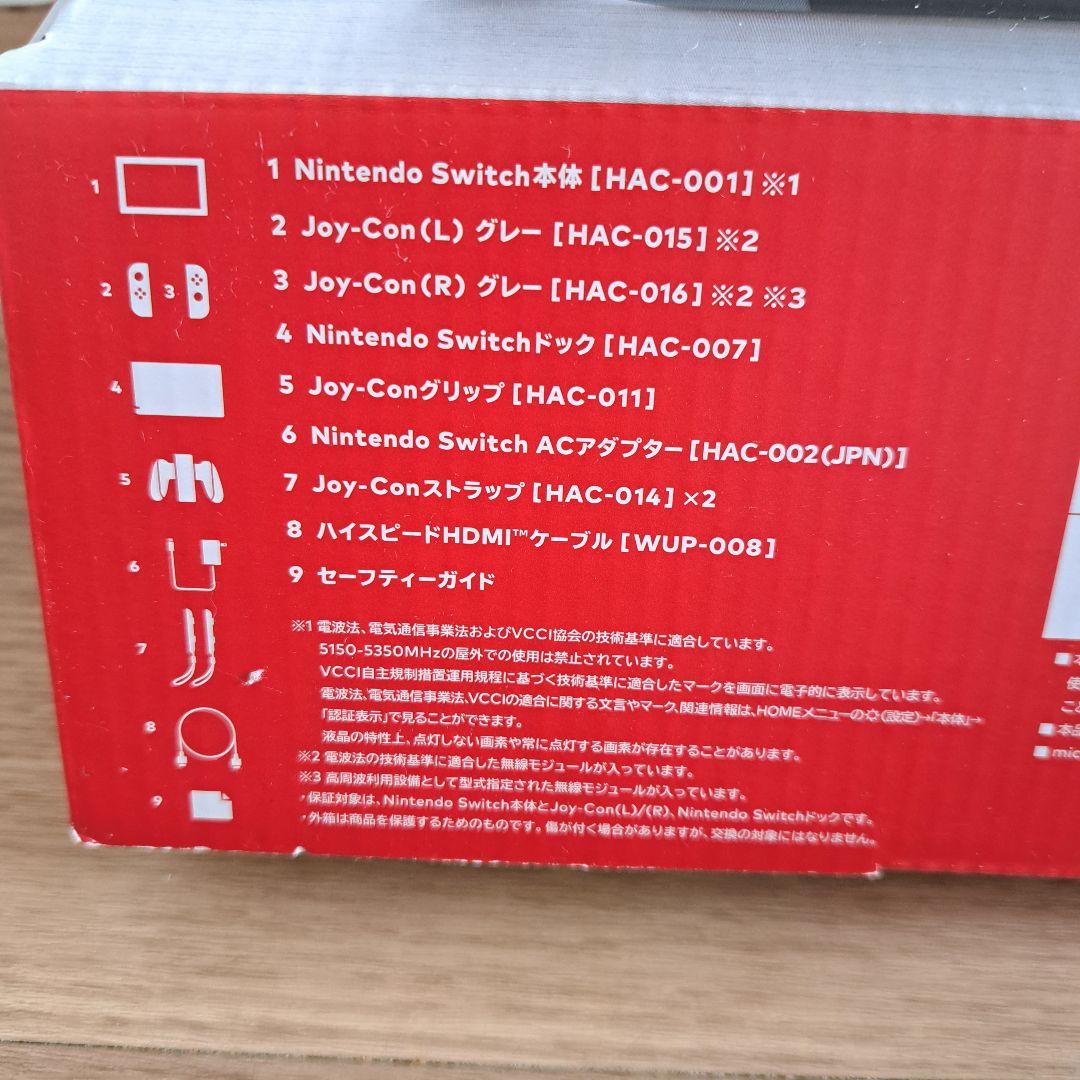 1 Nintendo Switch本体 [HAC-001] ※1
2 Joy-Con(L) グレー [HAC-015] ※2
3 Joy-Con(R) グレー [HAC-016] ※2 ※3
4 Nintendo Switchドック [HAC-007]
5 Joy-Conグリップ [HAC-011]
6 Nintendo Switch ACアダプター [HAC-002(JPN)]
7 Joy-Conストラップ [HAC-014] ×2
8 ハイスピードHDMI™ケーブル [WUP-008]
9 セーフティーガイド
1
2 3
4
5
6
7
8
9
※1 電波法、電気通信事業法およびVCCI協会の技術基準に適合しています。
5150-5350MHzの屋外での使用は禁止されています。
VCCI自主規制措置運用規程に基づく技術基準に適合したマークを画面に電子的に表示しています。
電波法、電気通信事業法、VCCIの適合に関する文言やマーク、関連情報は、HOMEメニューの(設定)→「本体」→
「認証表示」で見ることができます。
液晶の特性上、点灯しない画素や常に点灯する画素が存在することがあります。
※2 電波法の技術基準に適合した無線モジュールが入っています。
※3 高周波利用設備として型式指定された無線モジュールが入っています。
・保証対象は、Nintendo Switch本体とJoy-Con(L)/(R)、Nintendo Switchドックです。
・外箱は商品を保護するためのものです。傷が付く場合がありますが、交換の対象にはなりません。
■本
使
こと
■本品
■mic